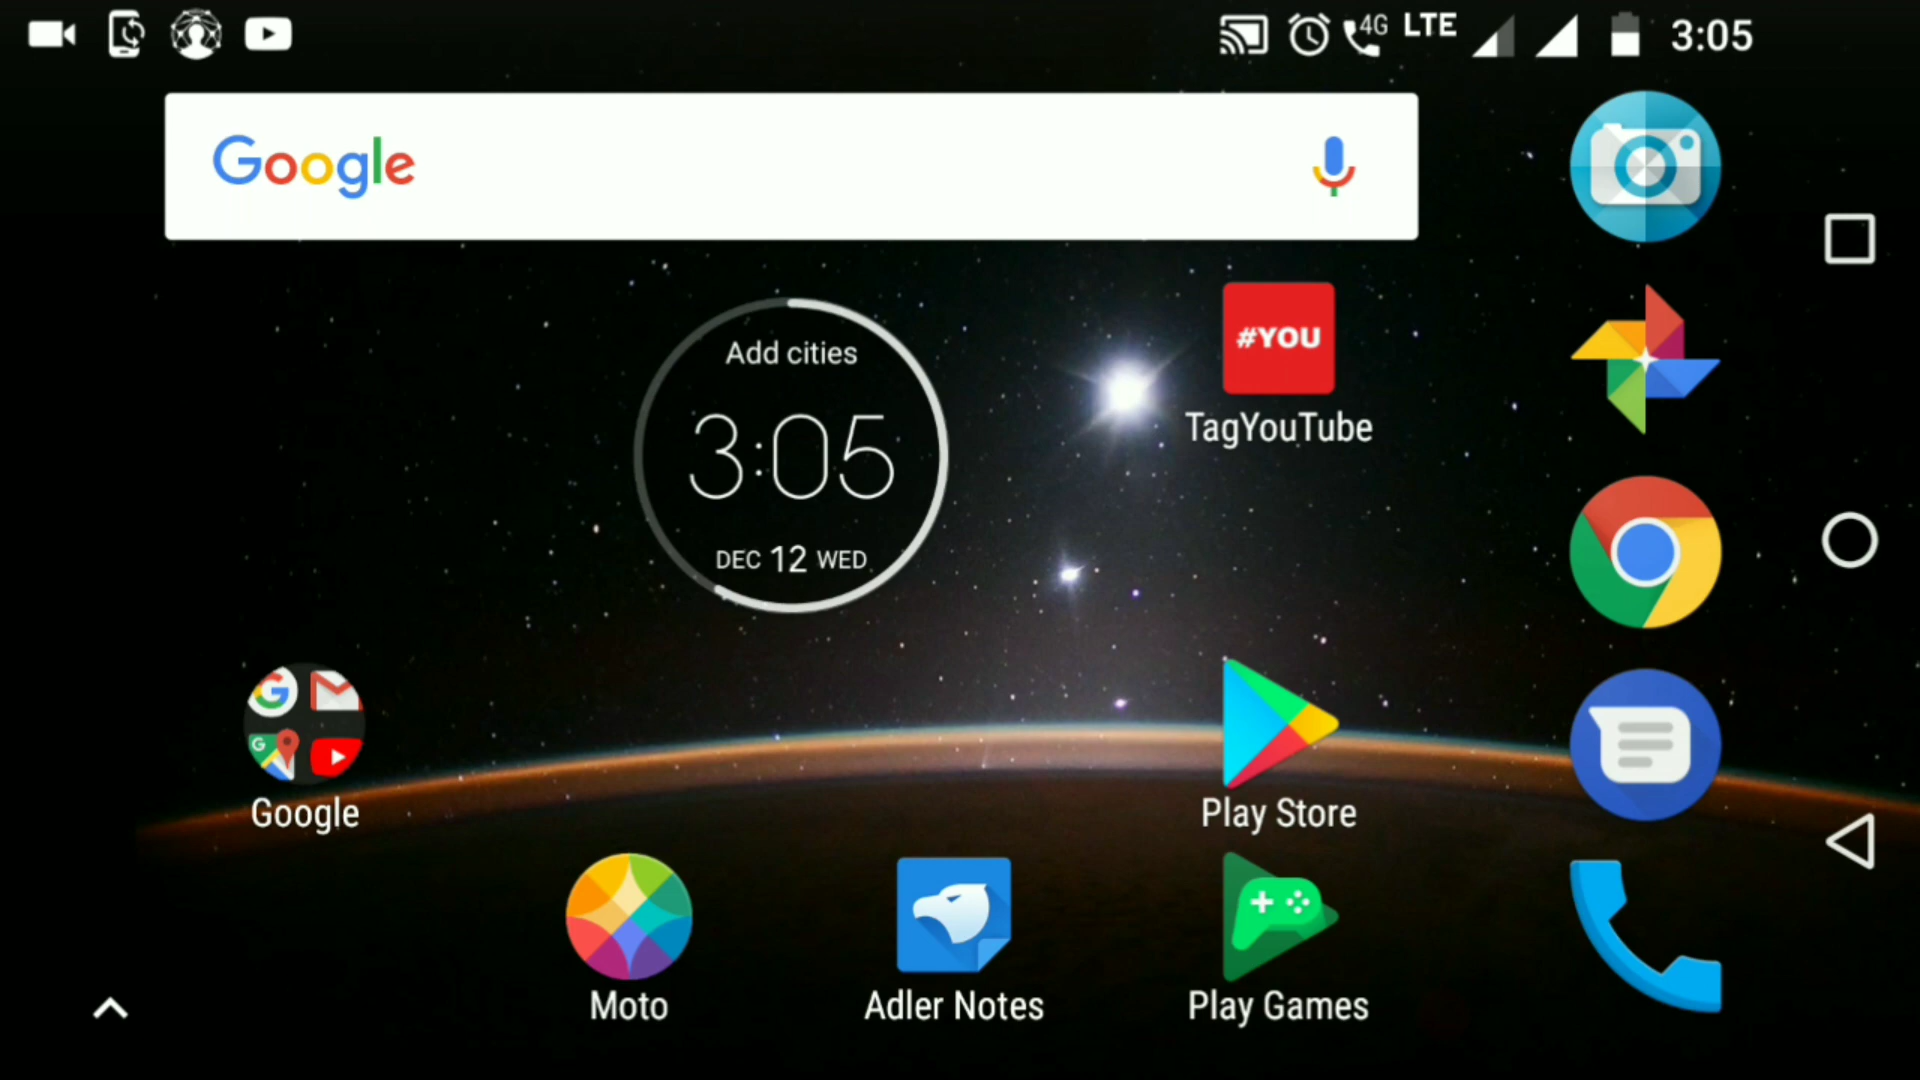 4G LTE 3:05
Google
#YOU
Add cities
TagYouTube
3:05
DEC 12 WED
G
G
Google
Play Store
Moto
Adler Notes
Play Games